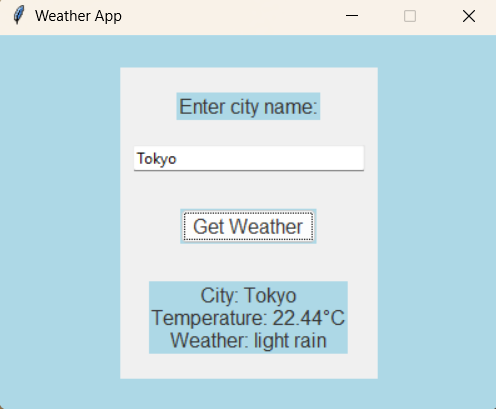 Weather App
Enter city name:
Tokyo
Get Weather
City: Tokyo
Temperature: 22.44°C
Weather: light rain